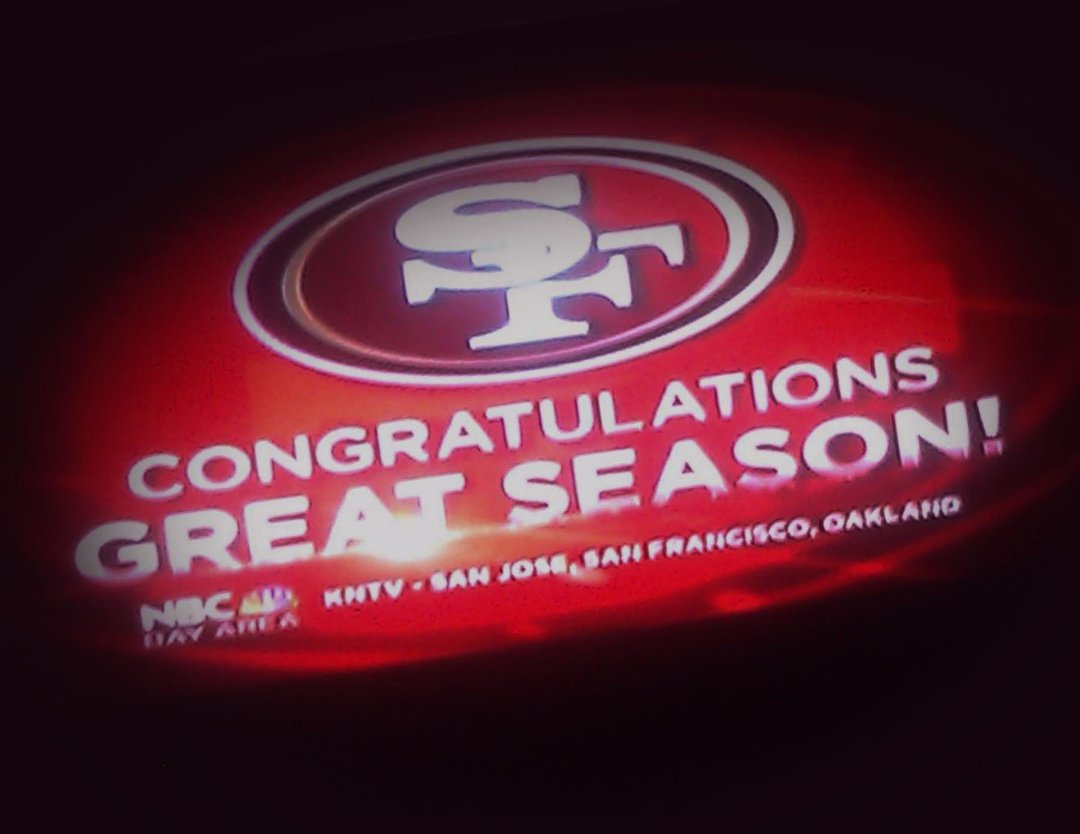 SF
CONGRATULATIONS
GREAT SEASON!
NBC KNTV - SAN JOSE, SAN FRANCISCO, OAKLAND
BAY AREA